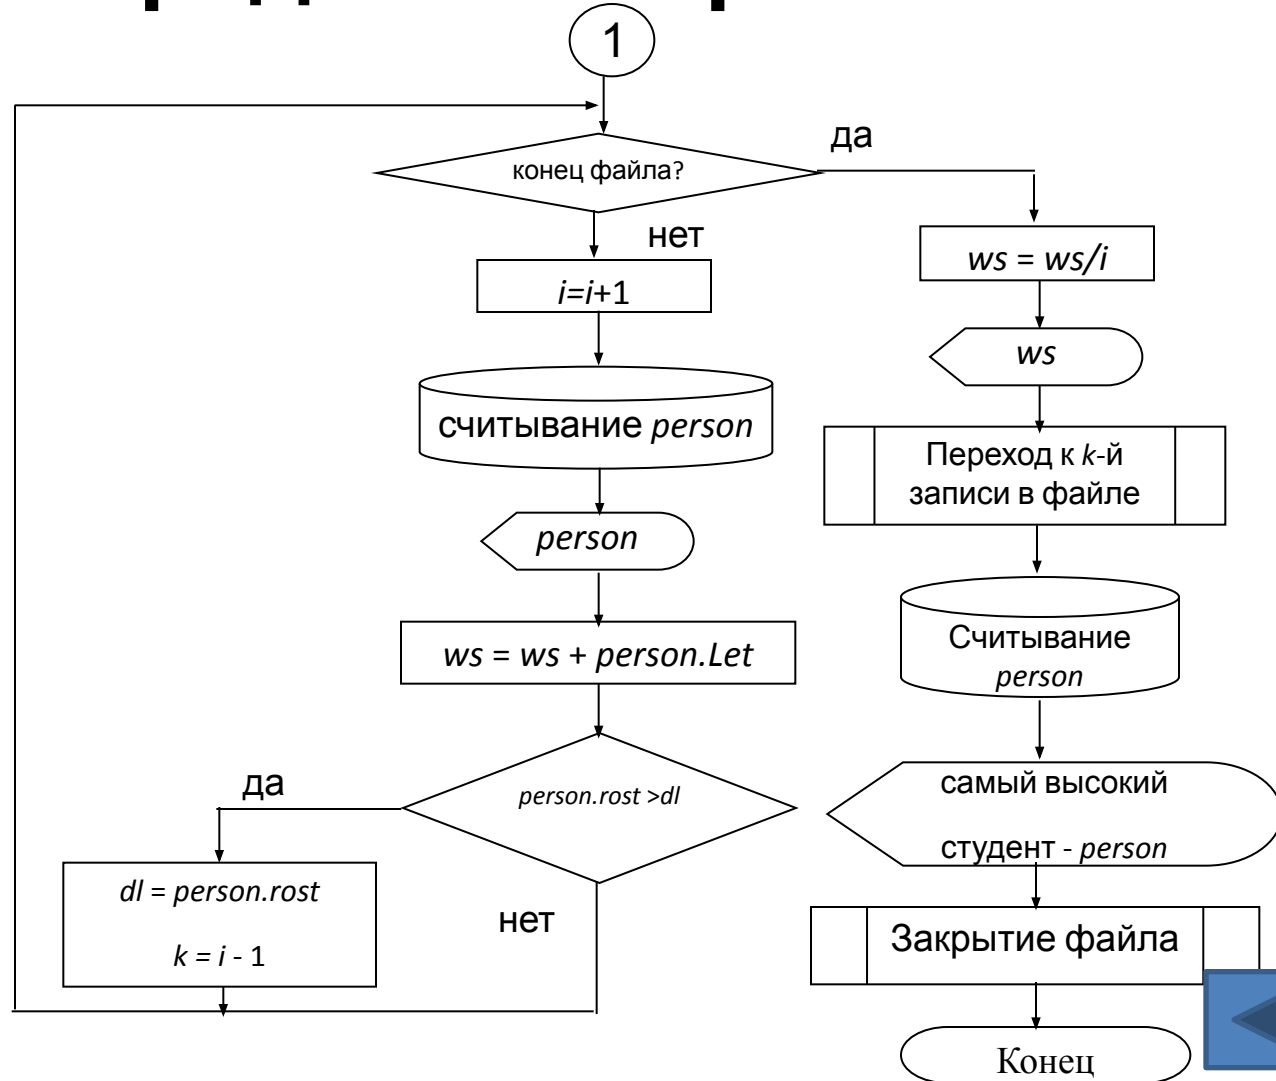 1
конец файла?
да
нет
i=i+1
считывание person
person
ws = ws + person.Let
person.rost >dl
да
dl = person.rost
k = i - 1
нет
ws = ws/i
ws
Переход к k-й
записи в файле
Считывание
person
самый высокий
студент - person
Закрытие файла
Конец